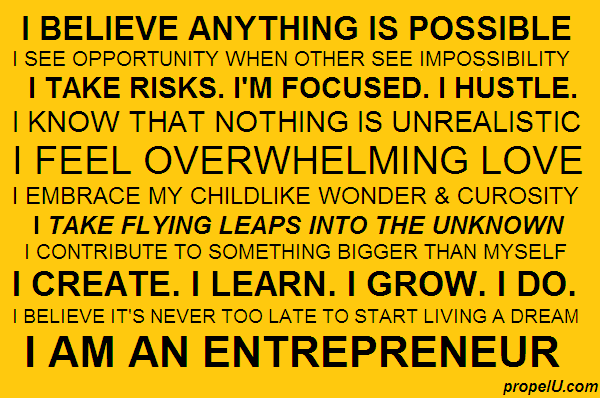 I BELIEVE ANYTHING IS POSSIBLE
I SEE OPPORTUNITY WHEN OTHER SEE IMPOSSIBILITY
I TAKE RISKS. I'M FOCUSED. I HUSTLE.
I KNOW THAT NOTHING IS UNREALISTIC
I FEEL OVERWHELMING LOVE
I EMBRACE MY CHILDLIKE WONDER & CUROSITY
I TAKE FLYING LEAPS INTO THE UNKNOWN
I CONTRIBUTE TO SOMETHING BIGGER THAN MYSELF
I CREATE. I LEARN. I GROW. I DO.
I BELIEVE IT'S NEVER TOO LATE TO START LIVING A DREAM
I AM AN ENTREPRENEUR
propelU.com